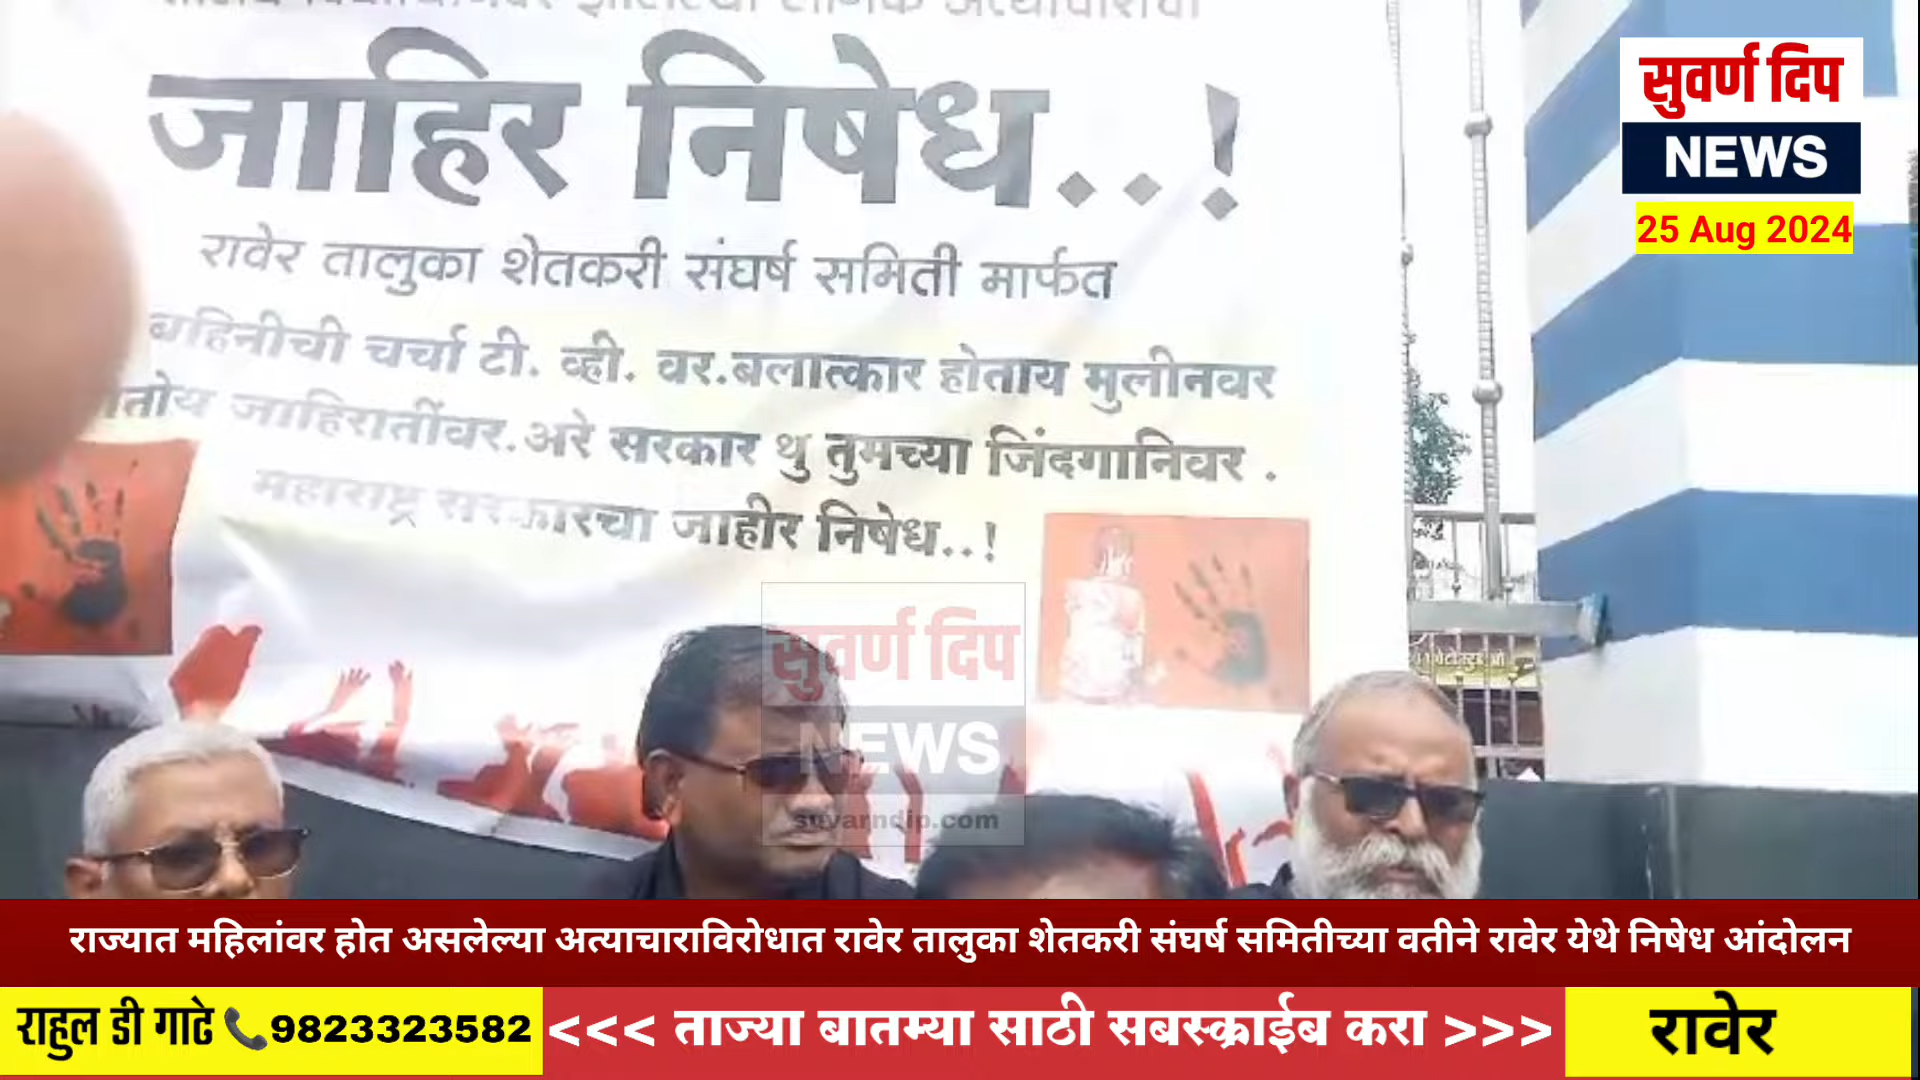 जाहिर निषेध..!
रावेर तालुका शेतकरी संघर्ष समिती मार्फत
बहिनीची चर्चा टी. व्ही. वर.बलात्कार होताय मुलीनवर
जाहिरातींवर.अरे सरकार थु तुमच्या जिंदगानिवर .
महाराष्ट्र सरकारचा जाहीर निषेध..!
सुवर्ण दिप
NEWS
25 Aug 2024
सुवर्ण दिप
NEWS
suvarndip.com
राज्यात महिलांवर होत असलेल्या अत्याचाराविरोधात रावेर तालुका शेतकरी संघर्ष समितीच्या वतीने रावेर येथे निषेध आंदोलन
राहुल डी गाढे 9823323582 <<< ताज्या बातम्या साठी सबस्क्राईब करा >>> रावेर